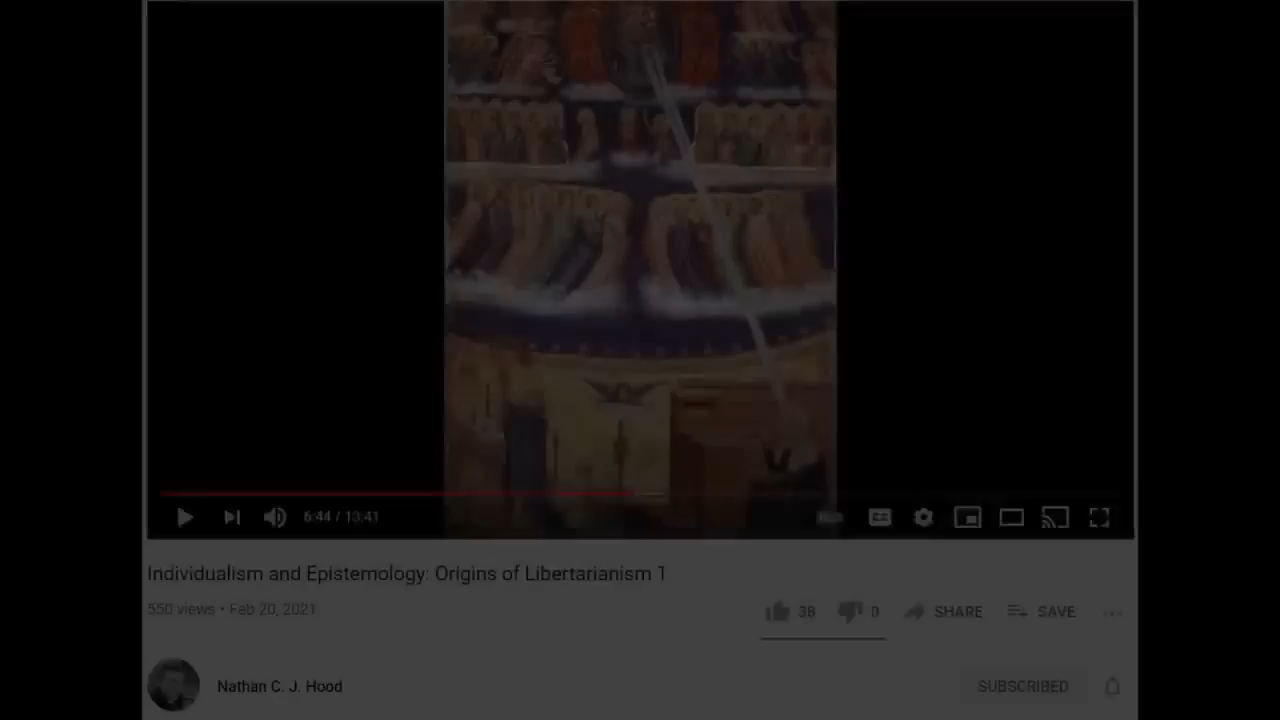 6:44 / 13:41
Individualism and Epistemology: Origins of Libertarianism 1
550 views • Feb 20, 2021
38
0
SHARE
SAVE
Nathan C. J. Hood
SUBSCRIBED